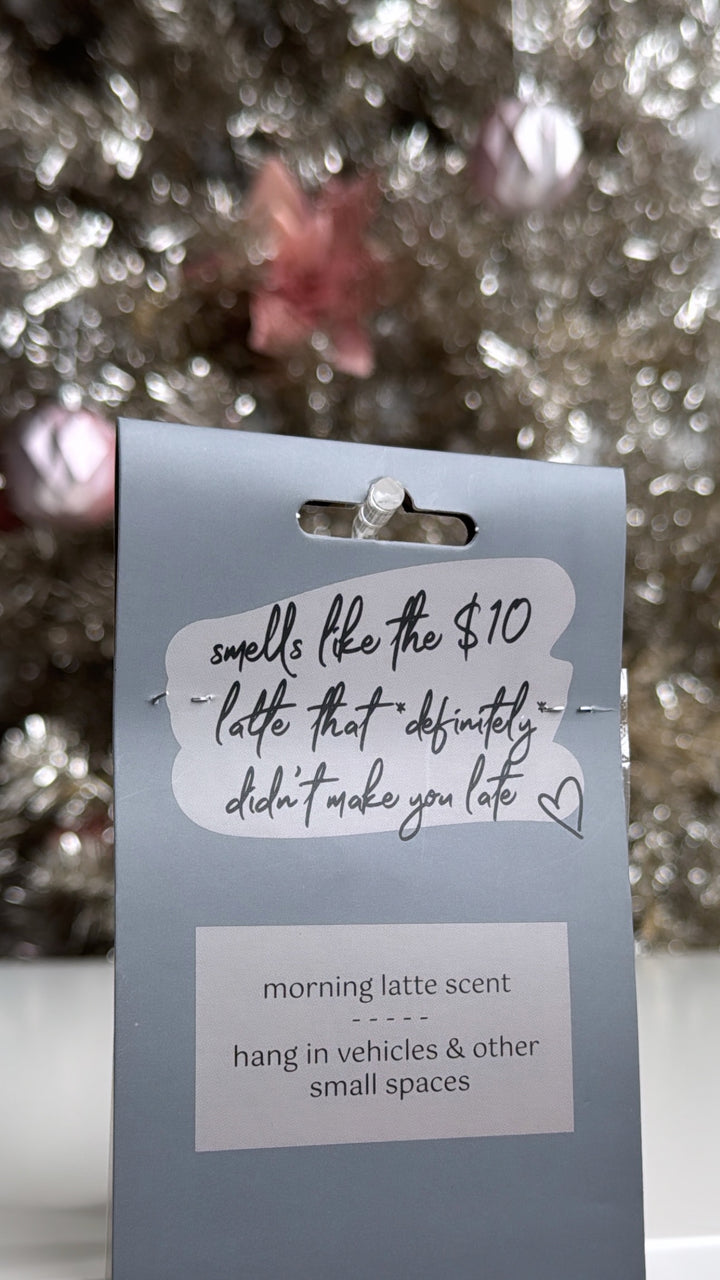 smells like the $10
latte that *definitely*
didn't make you late ♡
morning latte scent
- - - - -
hang in vehicles & other
small spaces